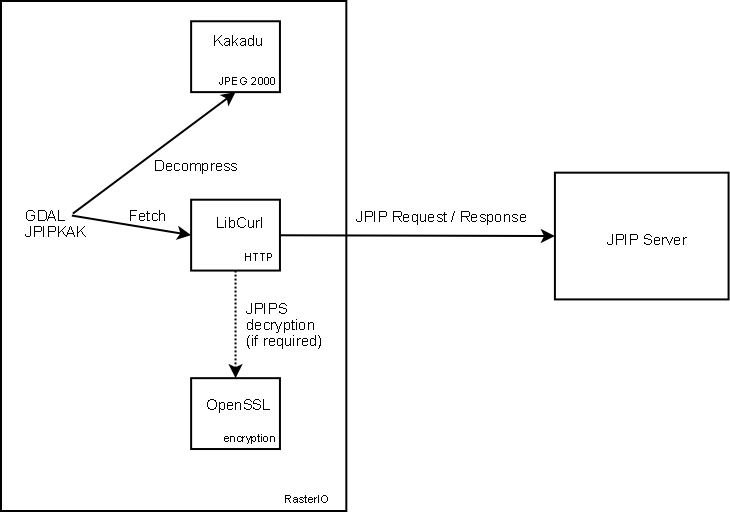 Kakadu
JPEG 2000
Decompress
GDAL
JPIPKAK
Fetch
LibCurl
HTTP
JPIP Request / Response
JPIP Server
JPIPS
decryption
(if required)
OpenSSL
encryption
RasterIO